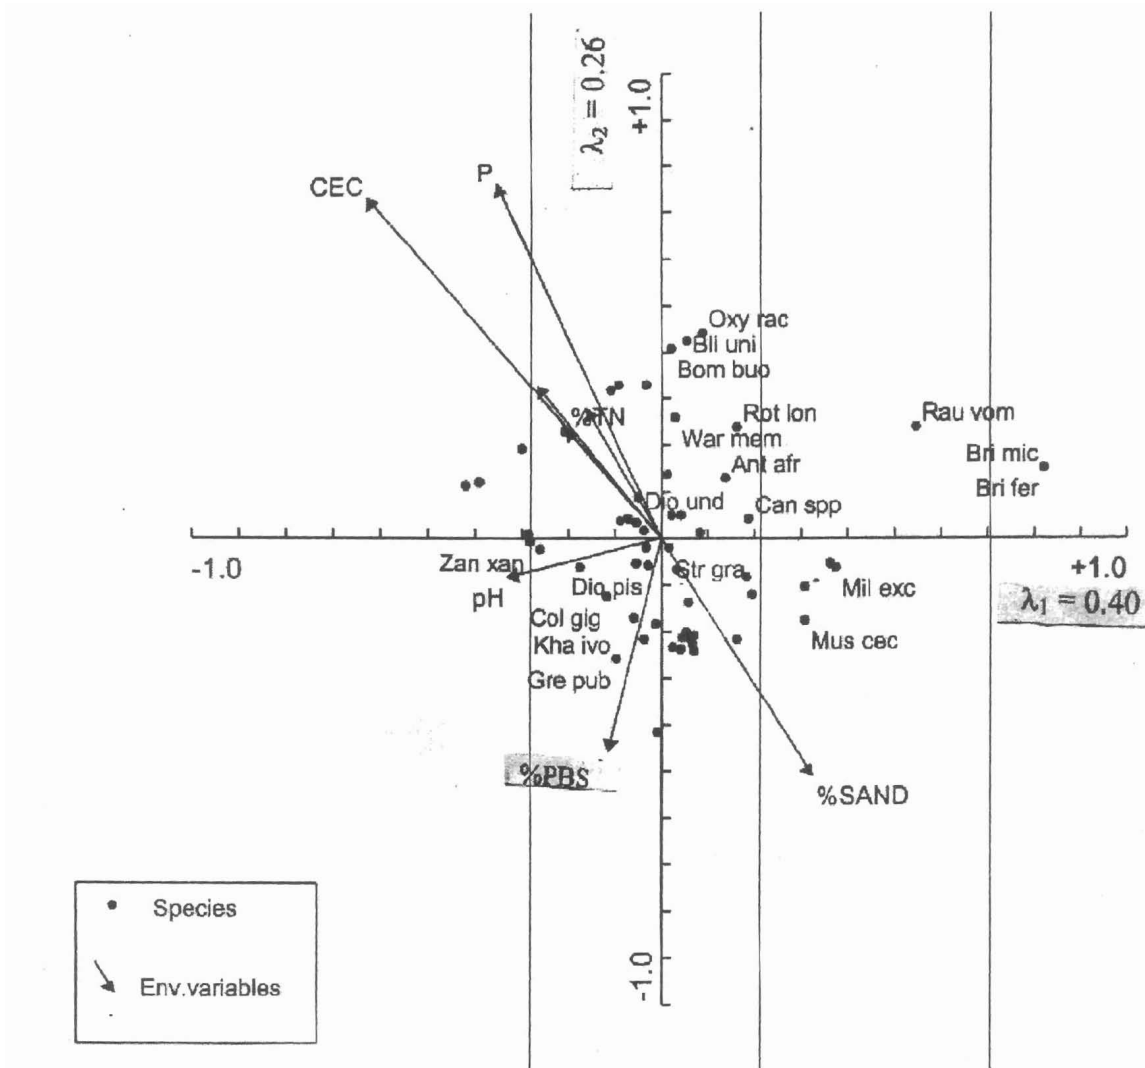 λ₂ = 0.26
+1.0
P
CEC
Oxy rac
Bli uni
Bom buo
%TN
Rot lon
Rau vom
War mem
Bri mic
Ant afr
Bri fer
Dio und
Can spp
-1.0
+1.0
Zan xan
Str gra
pH
Dio pis
Mil exc
λ₁ = 0.40
Col gig
Kha ivo
Mus cec
Gre pub
%PBS
%SAND
Species
-1.0
Env.variables